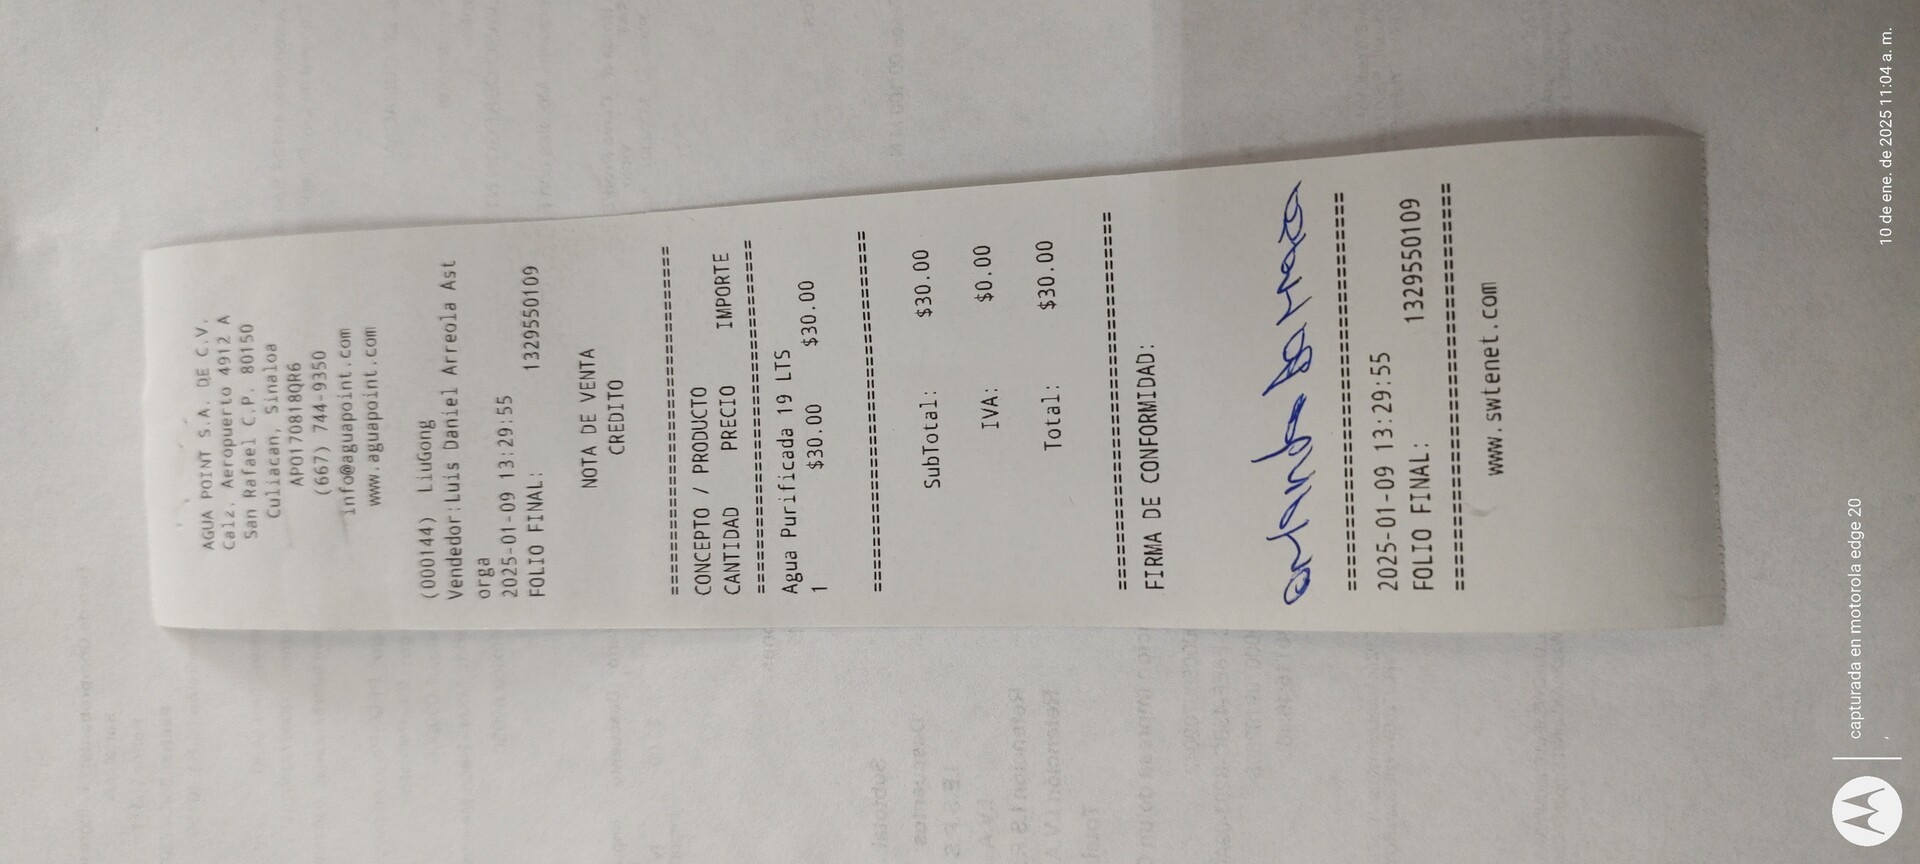 AGUA POINT S.A. DE C.V.
Calz. Aeropuerto 4912 A
San Rafael C.P. 80150
Culiacan, Sinaloa
APO170818QR6
(667) 744-9350
info@aguapoint.com
www.aguapoint.com
(000144) LiuGong
Vendedor:Luis Daniel Arreola Ast
orga
2025-01-09 13:29:55
FOLIO FINAL: 1329550109
NOTA DE VENTA
CREDITO
================================
CONCEPTO / PRODUCTO
CANTIDAD PRECIO IMPORTE
================================
Agua Purificada 19 LTS
1 $30.00 $30.00
================================
SubTotal: $30.00
IVA: $0.00
Total: $30.00
================================
FIRMA DE CONFORMIDAD:
================================
2025-01-09 13:29:55
FOLIO FINAL: 1329550109
================================
www.swtenet.com
capturada en motorola edge 20
10 de ene. de 2025 11:04 a. m.